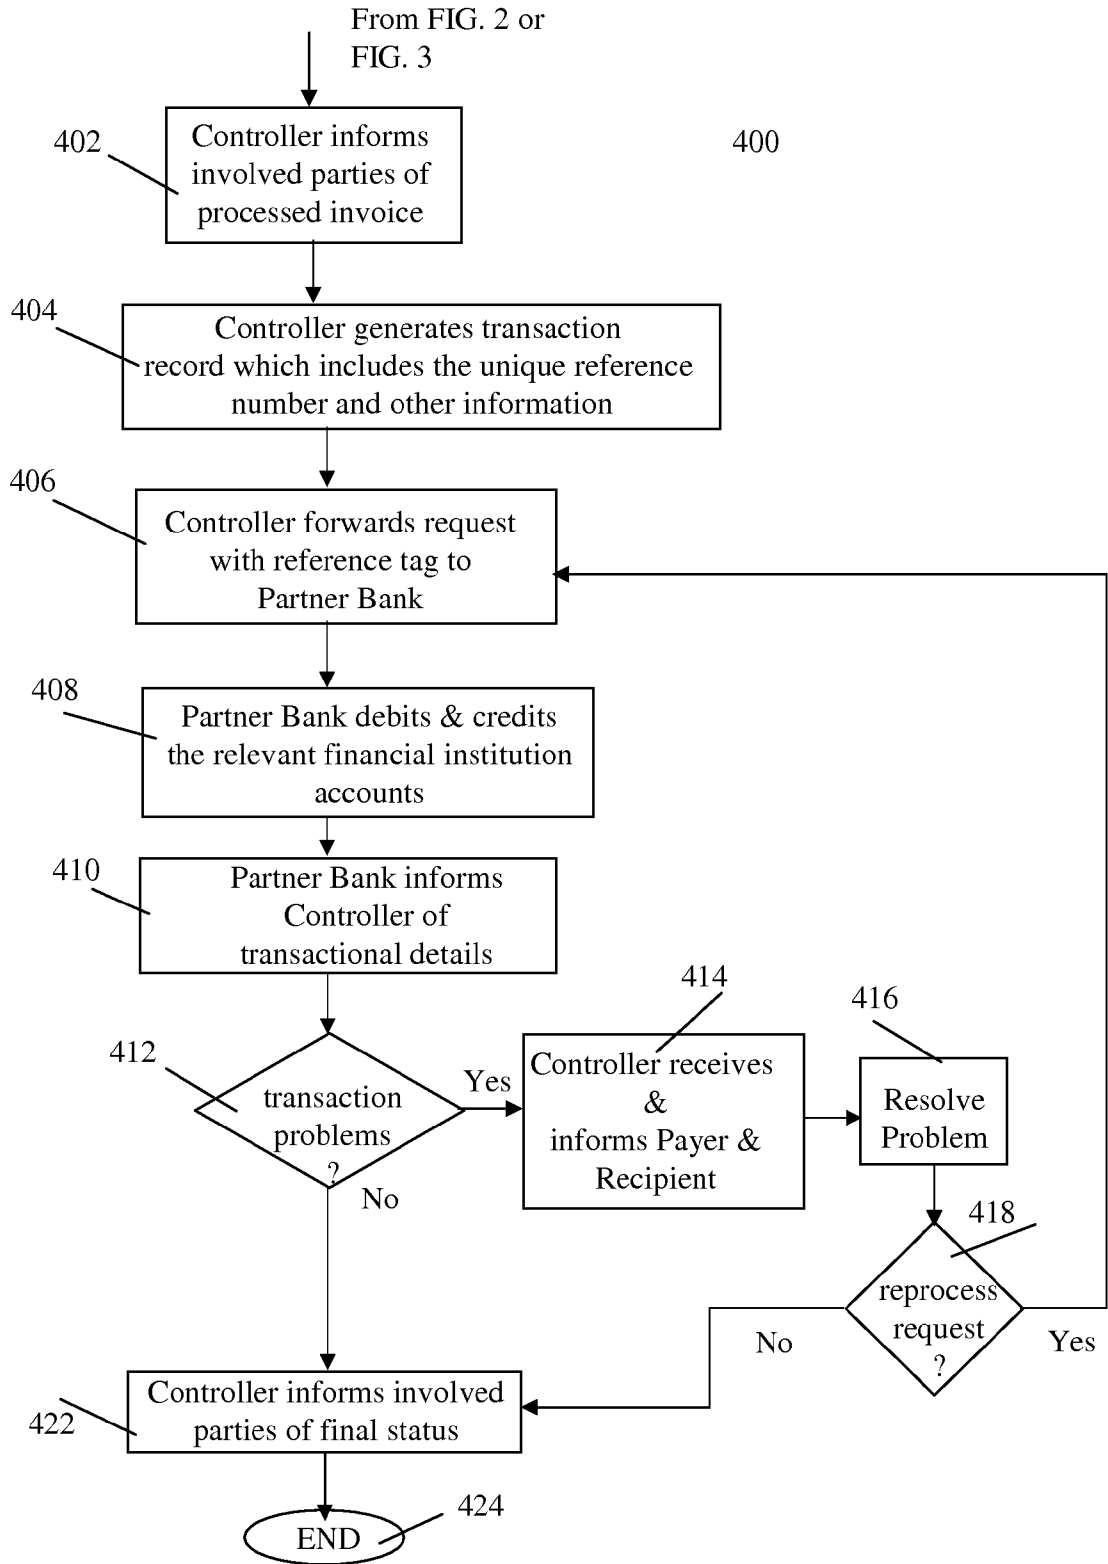 From FIG. 2 or
FIG. 3
400
402
Controller informs
involved parties of
processed invoice
404
Controller generates transaction
record which includes the unique reference
number and other information
406
Controller forwards request
with reference tag to
Partner Bank
408
Partner Bank debits & credits
the relevant financial institution
accounts
410
Partner Bank informs
Controller of
transactional details
412
transaction
problems
?
Yes
No
414
Controller receives
&
informs Payer &
Recipient
416
Resolve
Problem
418
reprocess
request
?
No
Yes
422
Controller informs involved
parties of final status
424
END